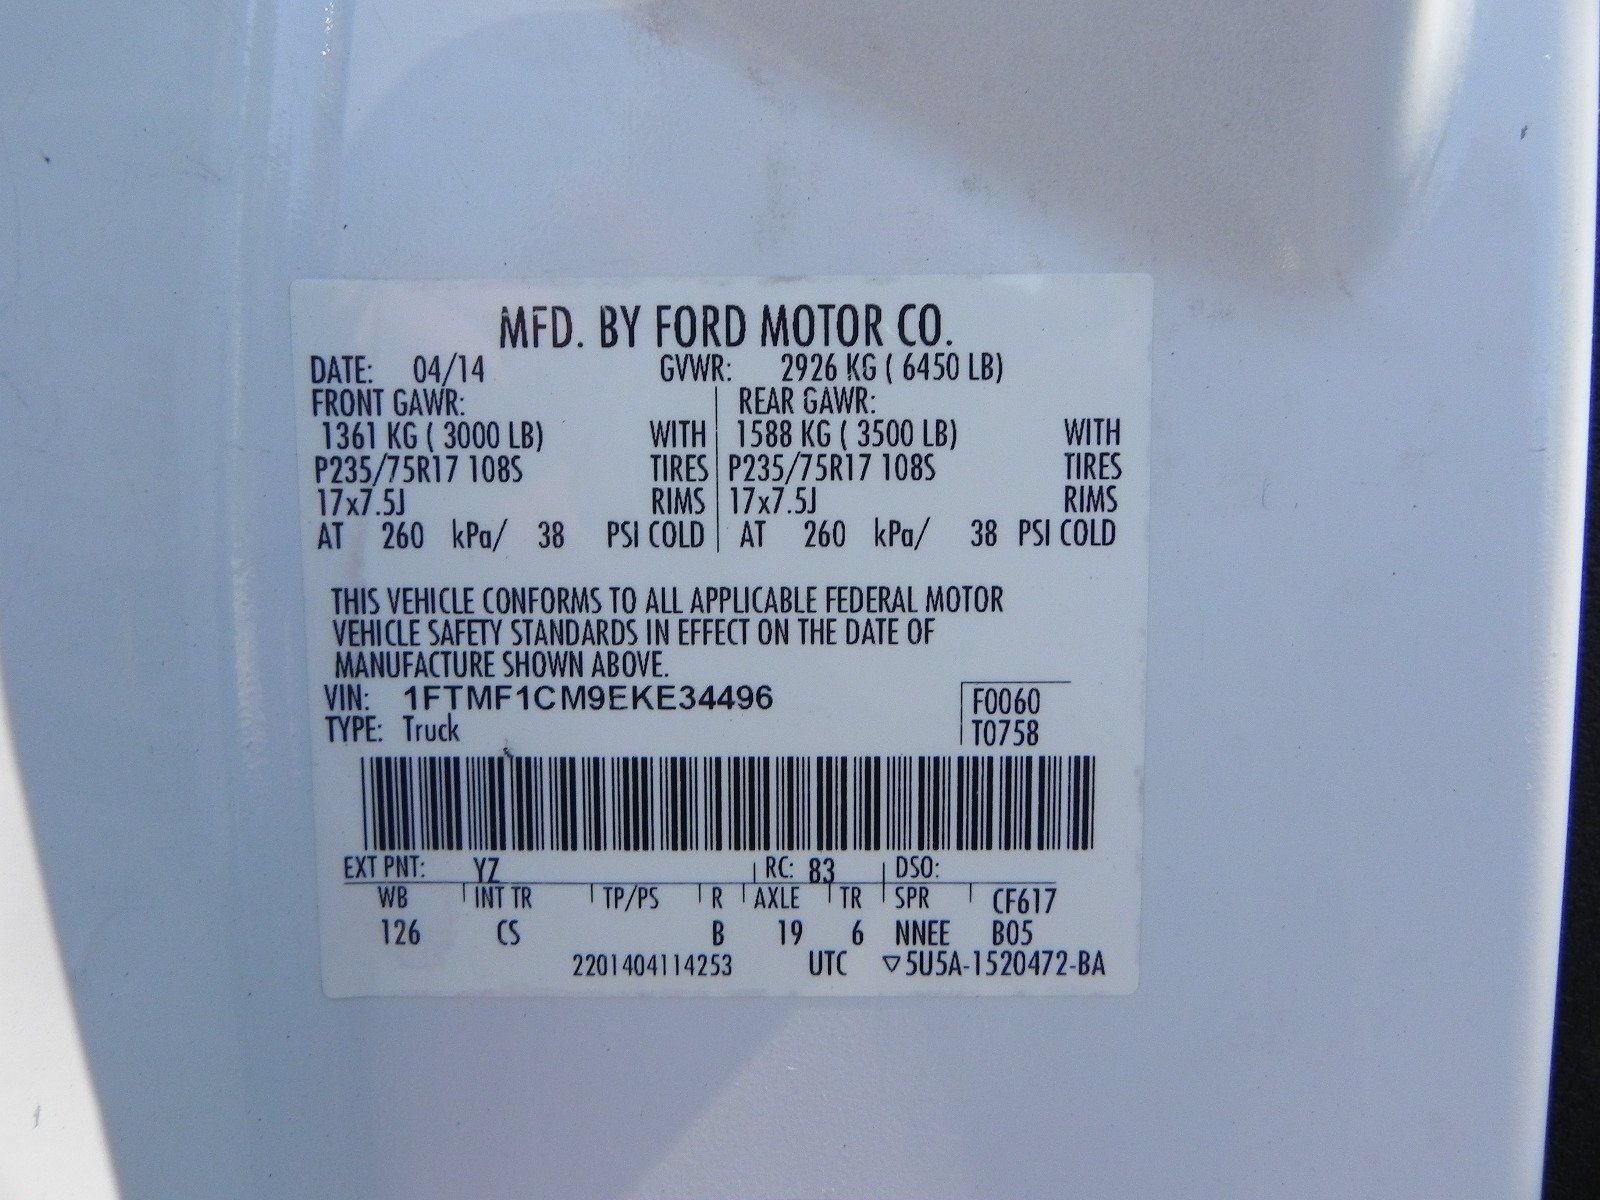 MFD. BY FORD MOTOR CO.
DATE: 04/14 GVWR: 2926 KG ( 6450 LB)
FRONT GAWR: REAR GAWR:
1361 KG ( 3000 LB) WITH 1588 KG ( 3500 LB) WITH
P235/75R17 108S TIRES P235/75R17 108S TIRES
17x7.5J RIMS 17x7.5J RIMS
AT 260 kPa/ 38 PSI COLD AT 260 kPa/ 38 PSI COLD
THIS VEHICLE CONFORMS TO ALL APPLICABLE FEDERAL MOTOR
VEHICLE SAFETY STANDARDS IN EFFECT ON THE DATE OF
MANUFACTURE SHOWN ABOVE.
VIN: 1FTMF1CM9EKE34496 F0060
TYPE: Truck T0758
EXT PNT: YZ RC: 83 DSO:
WB INT TR TP/PS R AXLE TR SPR CF617
126 CS B 19 6 NNEE B05
2201404114253 UTC ▽5U5A-1520472-BA